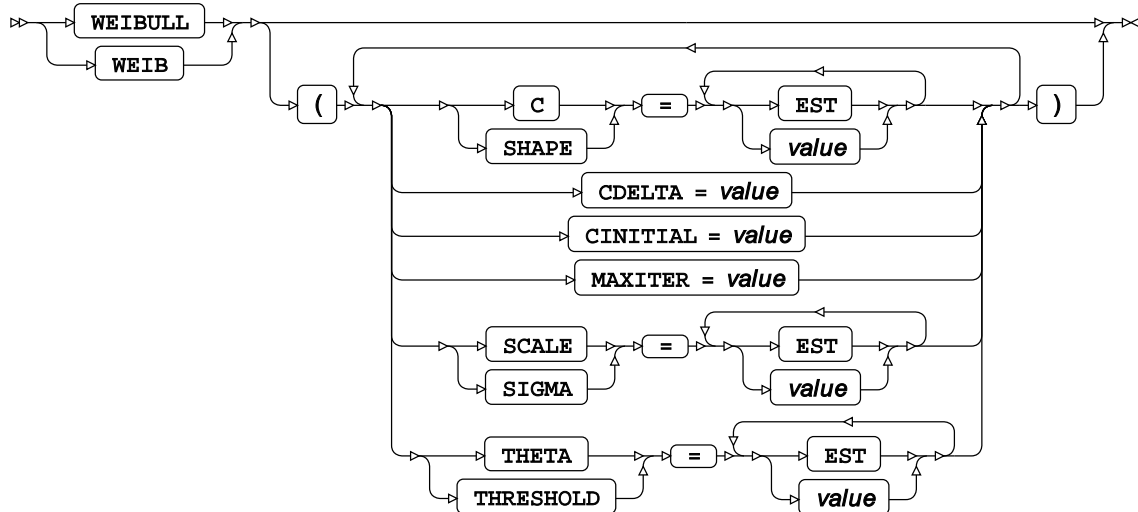 WEIBULL
WEIB
( C = EST )
SHAPE value
CDELTA = value
CINITIAL = value
MAXITER = value
SCALE = EST
SIGMA value
THETA = EST
THRESHOLD value